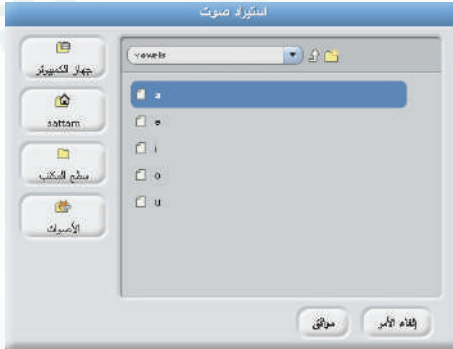 استيراد صوت
جهاز الكمبيوتر
sattam
سطح المكتب
الأصوات
vowels
a
e
i
o
u
موافق
إلغاء الأمر